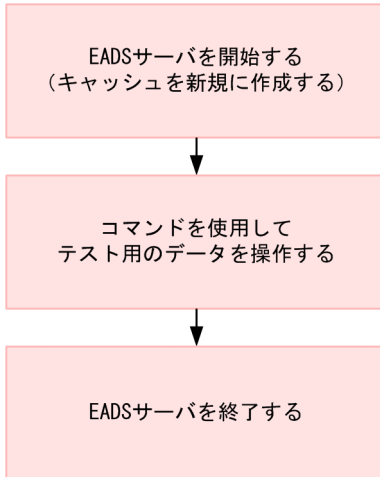 EADSサーバを開始する
（キャッシュを新規に作成する）
コマンドを使用して
テスト用のデータを操作する
EADSサーバを終了する